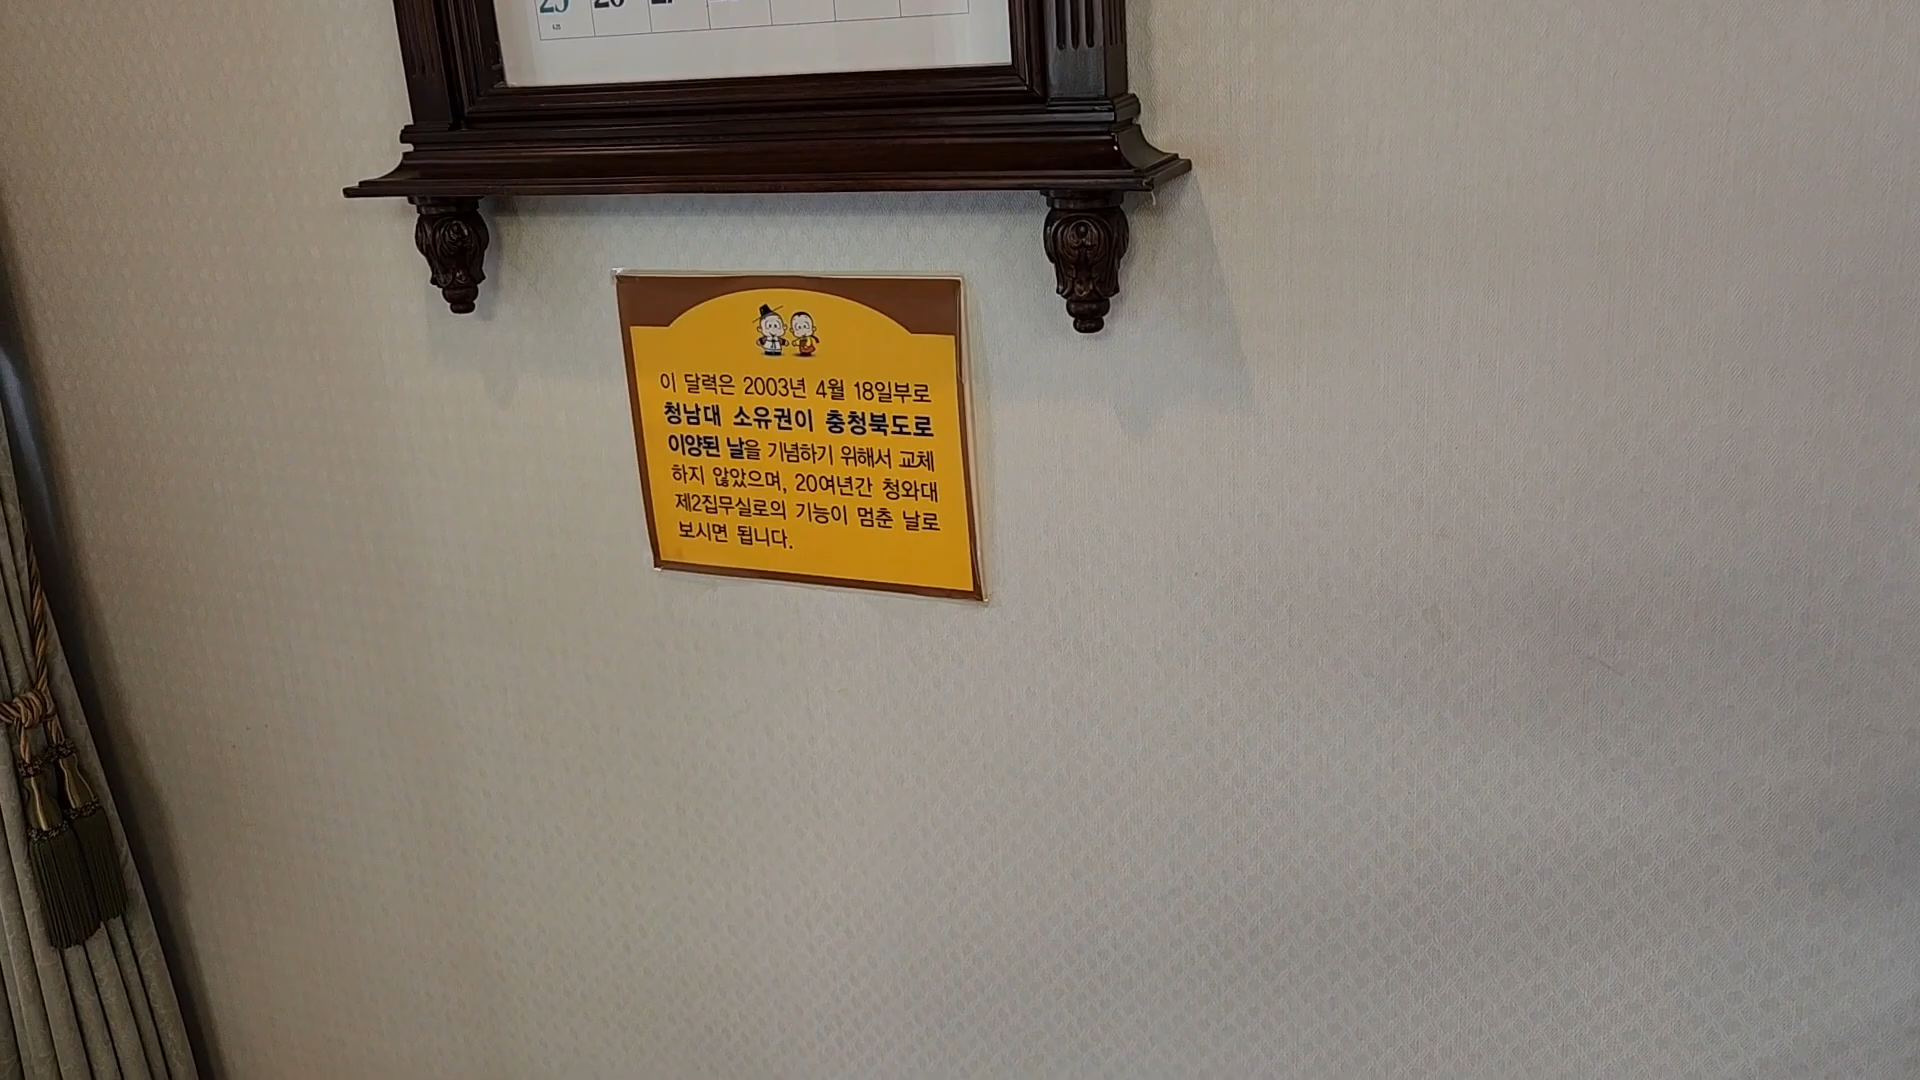 이 달력은 2003년 4월 18일부로
청남대 소유권이 충청북도로
이양된 날을 기념하기 위해서 교체
하지 않았으며, 20여년간 청와대
제2집무실로의 기능이 멈춘 날로
보시면 됩니다.